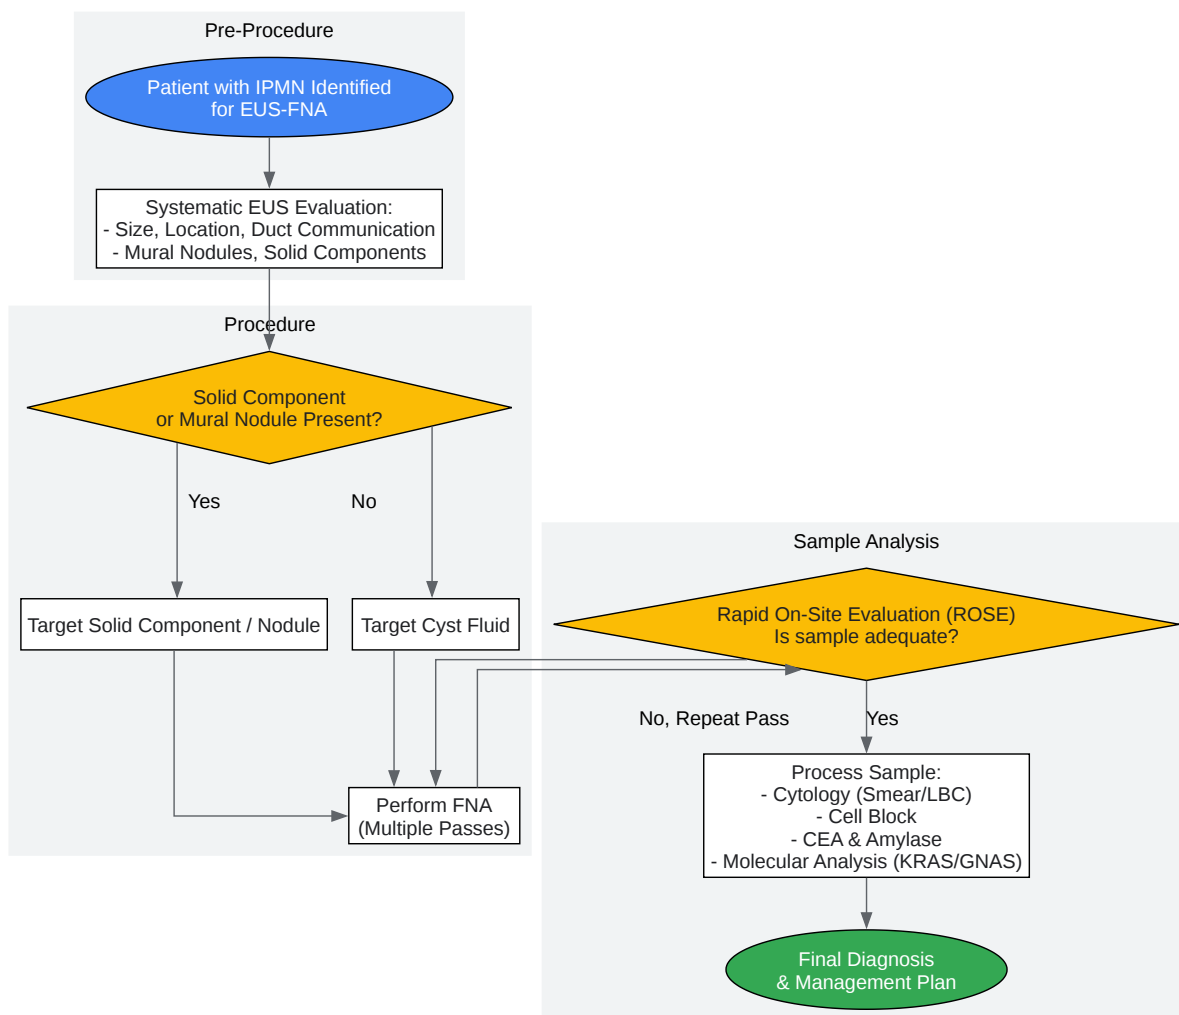 Pre-Procedure
Patient with IPMN Identified
for EUS-FNA
Systematic EUS Evaluation:
- Size, Location, Duct Communication
- Mural Nodules, Solid Components
Procedure
Solid Component
or Mural Nodule Present?
Yes
No
Target Solid Component / Nodule
Target Cyst Fluid
Perform FNA
(Multiple Passes)
Sample Analysis
Rapid On-Site Evaluation (ROSE)
Is sample adequate?
No, Repeat Pass
Yes
Process Sample:
- Cytology (Smear/LBC)
- Cell Block
- CEA & Amylase
- Molecular Analysis (KRAS/GNAS)
Final Diagnosis
& Management Plan